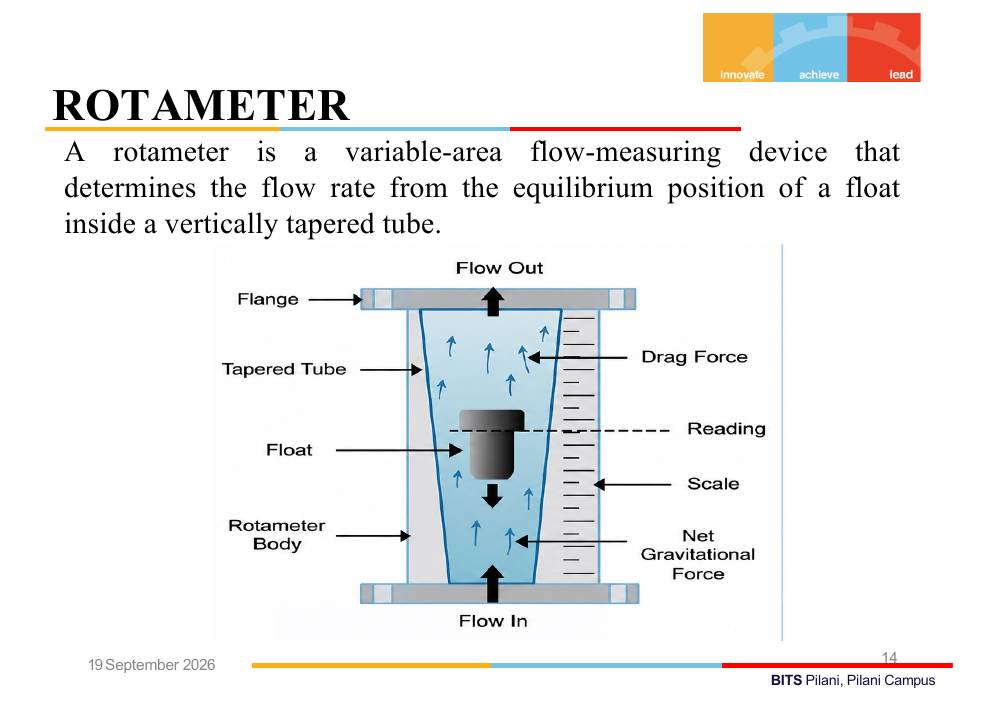 innovate achieve lead
ROTAMETER
A rotameter is a variable-area flow-measuring device that
determines the flow rate from the equilibrium position of a float
inside a vertically tapered tube.
Flow Out
Flange
Drag Force
Tapered Tube
Reading
Float
Scale
Rotameter
Body
Net
Gravitational
Force
Flow In
19 September 2026
14
BITS Pilani, Pilani Campus